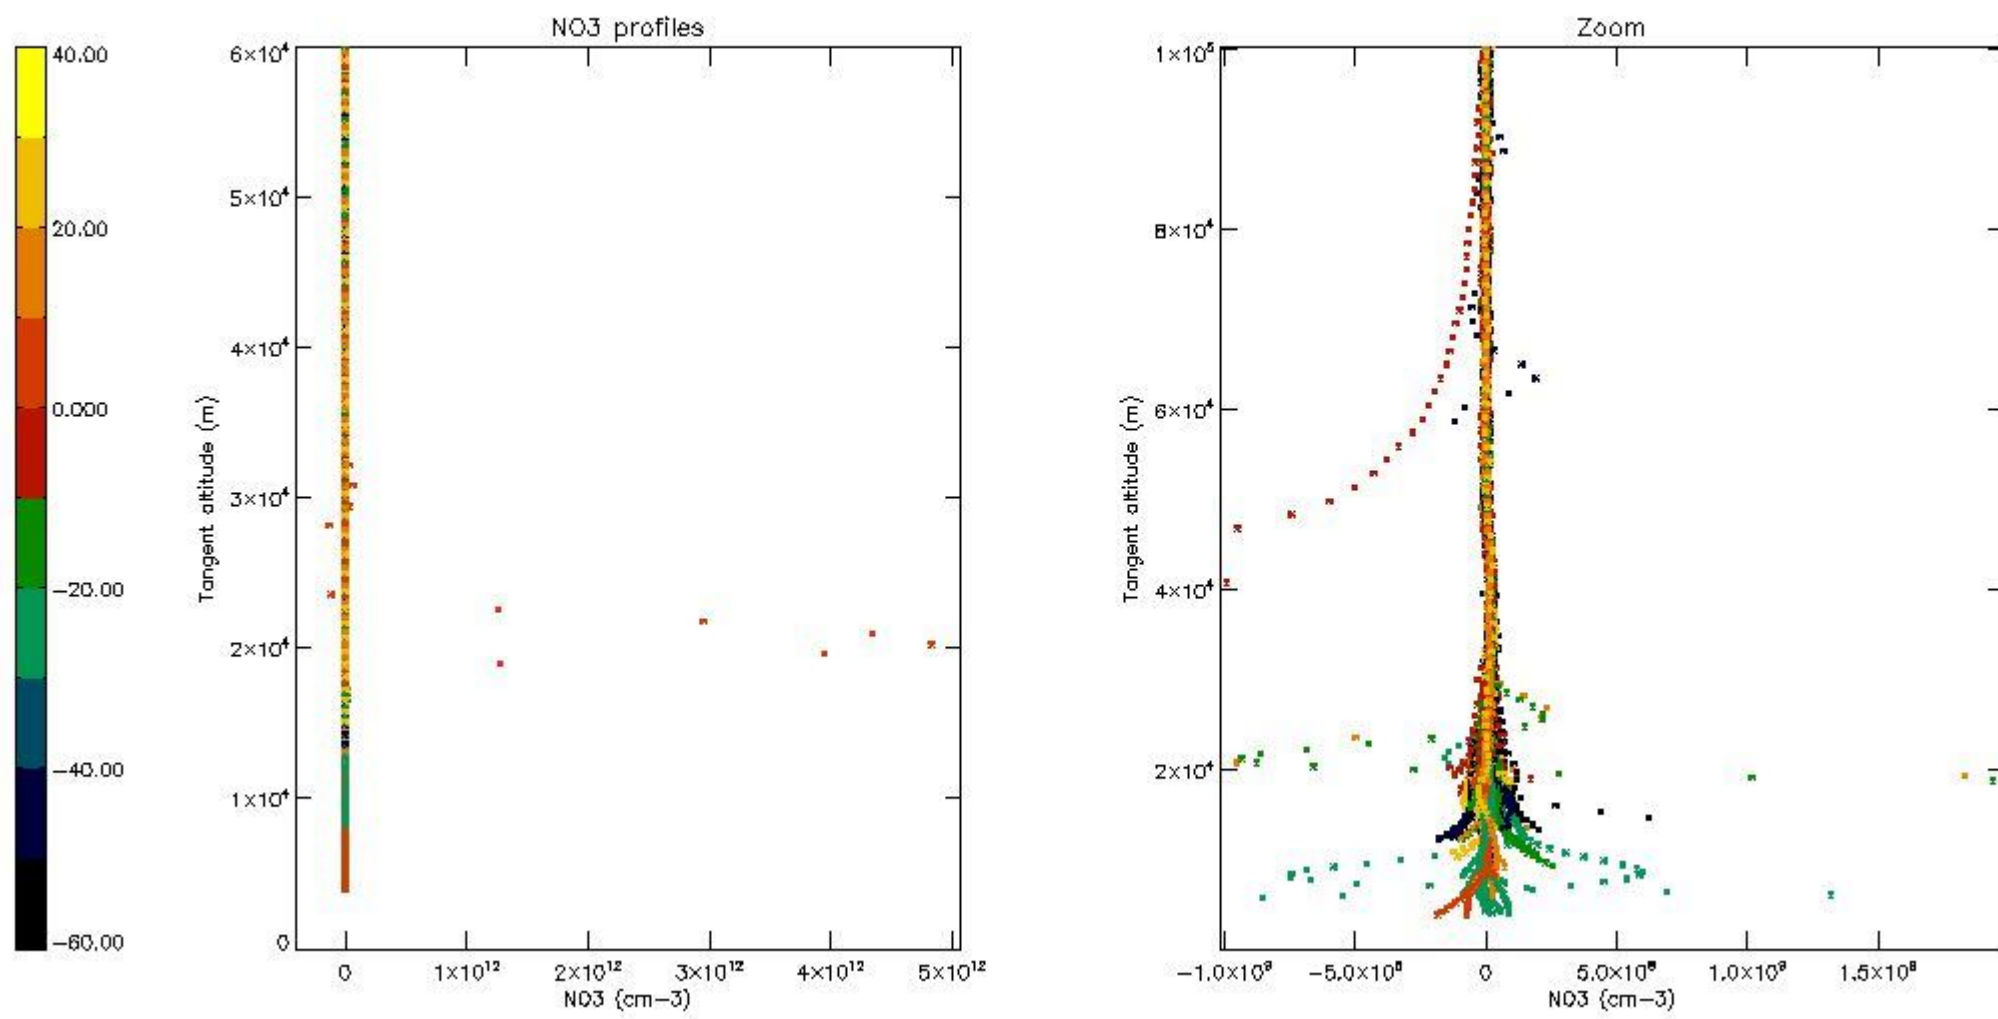 NO3 profiles
40.00
20.00
0.000
−20.00
−40.00
−60.00
Tangent altitude (m)
6×10⁴
5×10⁴
4×10⁴
3×10⁴
2×10⁴
1×10⁴
0
0 1×10¹² 2×10¹² 3×10¹² 4×10¹² 5×10¹²
NO3 (cm−3)
Zoom
Tangent altitude (m)
1×10⁵
8×10⁴
6×10⁴
4×10⁴
2×10⁴
−1.0×10⁹ −5.0×10⁸ 0 5.0×10⁸ 1.0×10⁹ 1.5×10⁹
NO3 (cm−3)